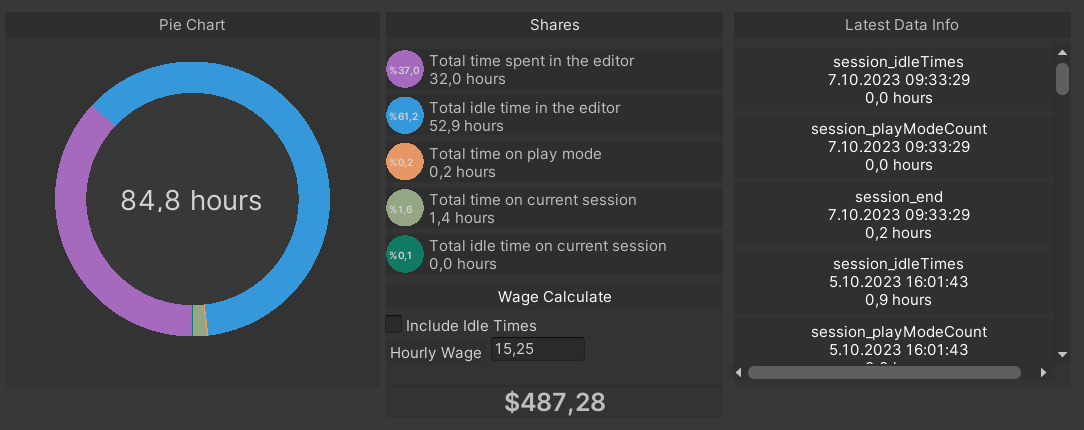 Pie Chart
84,8 hours
Shares
%37,0
Total time spent in the editor
32,0 hours
%61,2
Total idle time in the editor
52,9 hours
%0,2
Total time on play mode
0,2 hours
%1,6
Total time on current session
1,4 hours
%0,1
Total idle time on current session
0,0 hours
Wage Calculate
Include Idle Times
Hourly Wage
15,25
$487,28
Latest Data Info
session_idleTimes
7.10.2023 09:33:29
0,0 hours
session_playModeCount
7.10.2023 09:33:29
0,0 hours
session_end
7.10.2023 09:33:29
0,2 hours
session_idleTimes
5.10.2023 16:01:43
0,9 hours
session_playModeCount
5.10.2023 16:01:43